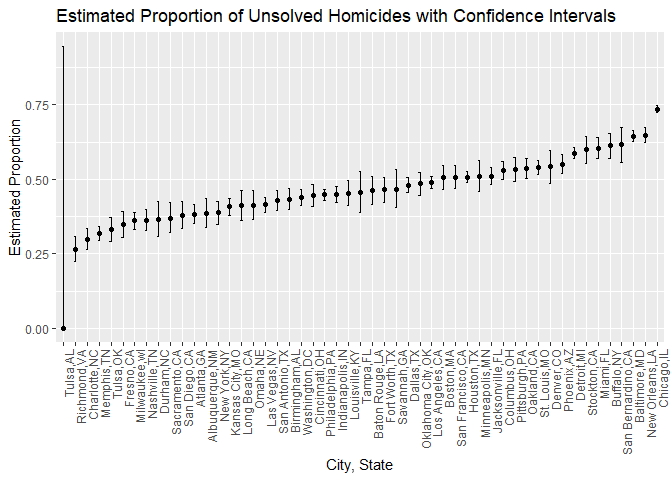 Estimated Proportion of Unsolved Homicides with Confidence Intervals
Estimated Proportion
0.75
0.50
0.25
0.00
Tulsa,AL
Richmond,VA
Charlotte,NC
Memphis,TN
Tulsa,OK
Fresno,CA
Milwaukee,wI
Nashville,TN
Durham,NC
Sacramento,CA
San Diego,CA
Atlanta,GA
Albuquerque,NM
New York,NY
Kansas City,MO
Long Beach,CA
Omaha,NE
Las Vegas,NV
San Antonio,TX
Birmingham,AL
Washington,DC
Cincinnati,OH
Philadelphia,PA
Indianapolis,IN
Louisville,KY
Tampa,FL
Baton Rouge,LA
Fort Worth,TX
Savannah,GA
Dallas,TX
Oklahoma City,OK
Los Angeles,CA
Boston,MA
San Francisco,CA
Houston,TX
Minneapolis,MN
Jacksonville,FL
Columbus,OH
Pittsburgh,PA
Oakland,CA
St. Louis,MO
Denver,CO
Phoenix,AZ
Detroit,MI
Stockton,CA
Miami,FL
Buffalo,NY
San Bernardino,CA
Baltimore,MD
New Orleans,LA
Chicago,IL
City, State